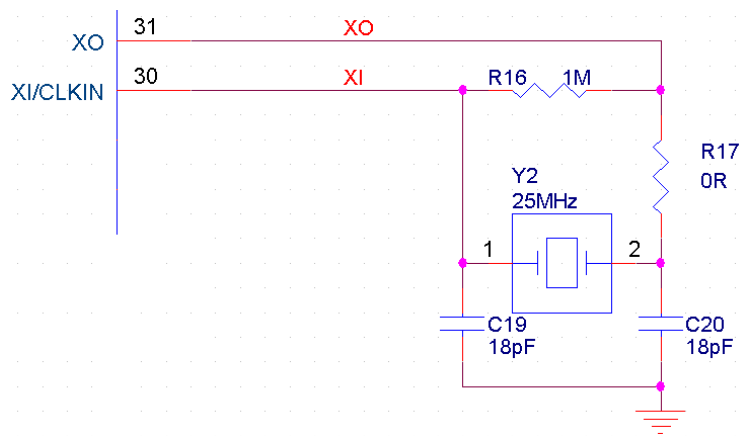 XO 31 XO
XI/CLKIN 30 XI
R16 1M
R17
0R
Y2
25MHz
1 2
C19
18pF
C20
18pF